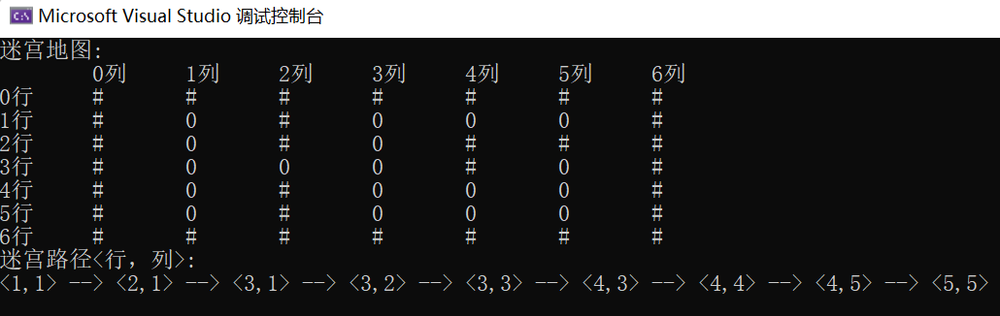 Microsoft Visual Studio 调试控制台
迷宫地图:
0列 1列 2列 3列 4列 5列 6列
0行 # # # # # # #
1行 # 0 # 0 0 0 #
2行 # 0 # 0 # # #
3行 # 0 0 0 # 0 #
4行 # 0 # 0 0 0 #
5行 # 0 # 0 0 0 #
6行 # # # # # # #
迷宫路径<行，列>:
<1,1> --> <2,1> --> <3,1> --> <3,2> --> <3,3> --> <4,3> --> <4,4> --> <4,5> --> <5,5>